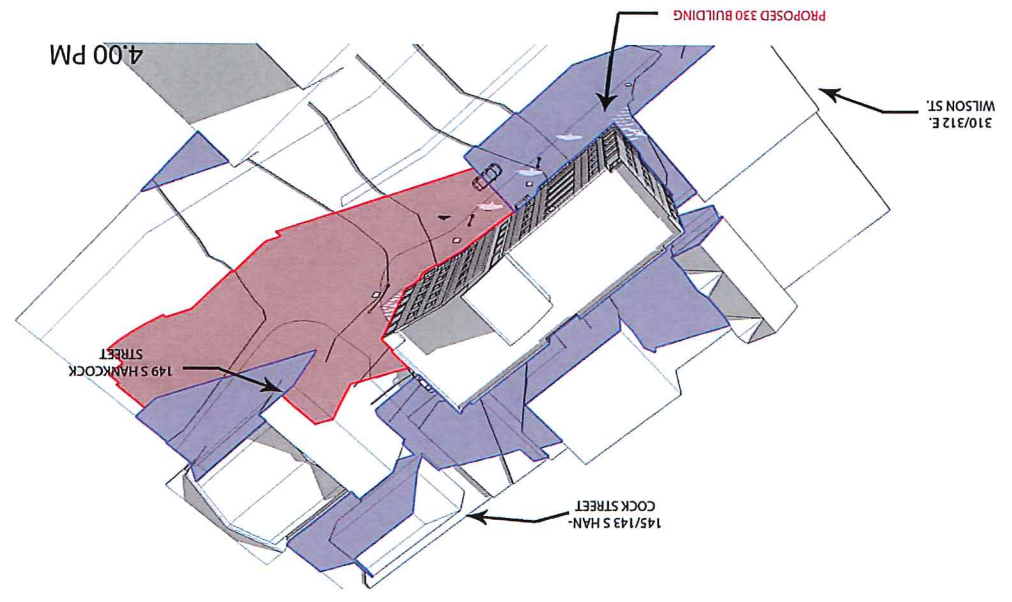 145/143 S HAN-
COCK STREET
149 S HANKCOCK
STREET
310/312 E.
WILSON ST.
4.00 PM
PROPOSED 330 BUILDING